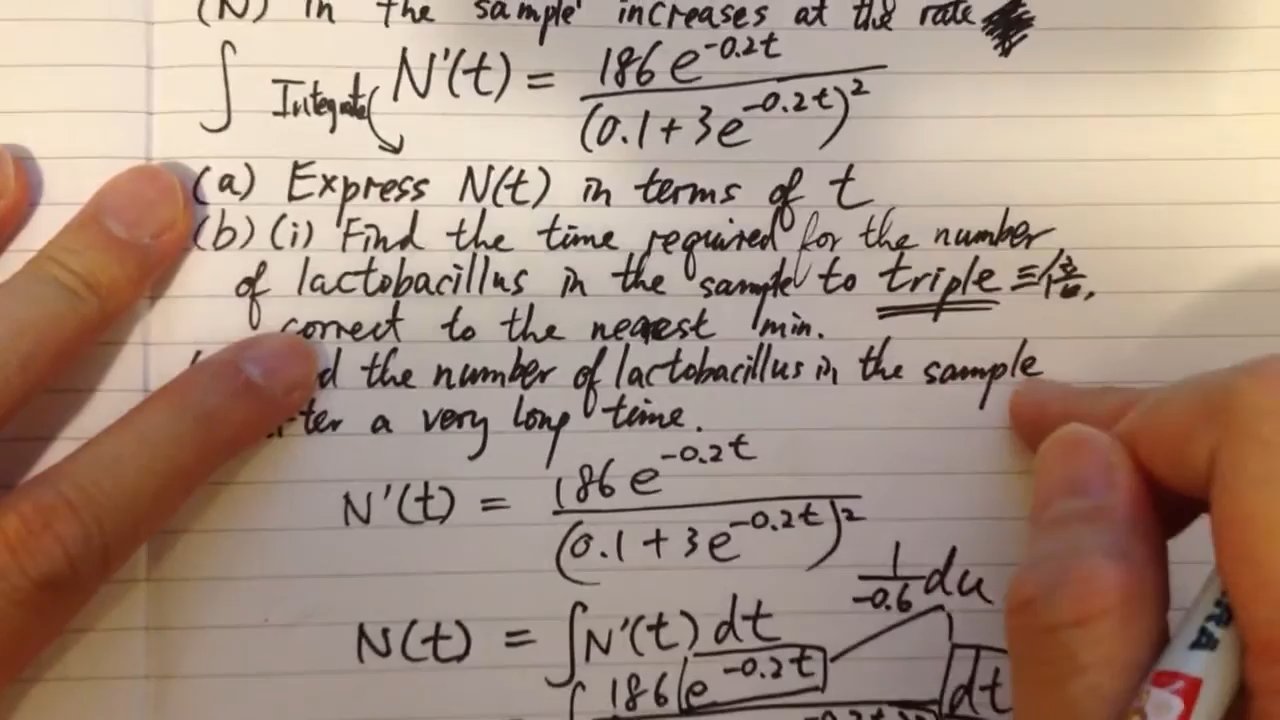 (N) in the sample increases at the rate
∫ Integrate N'(t) = 186e^{-0.2t} / (0.1+3e^{-0.2t})^2
(a) Express N(t) in terms of t
(b)(i) Find the time required for the number
of lactobacillus in the sample to triple 三倍,
correct to the nearest min.
the number of lactobacillus in the sample
a very long time.
N'(t) = 186e^{-0.2t} / (0.1+3e^{-0.2t})^2
1/-0.6 du
N(t) = ∫N'(t) dt
∫ 186 e^{-0.2t} dt